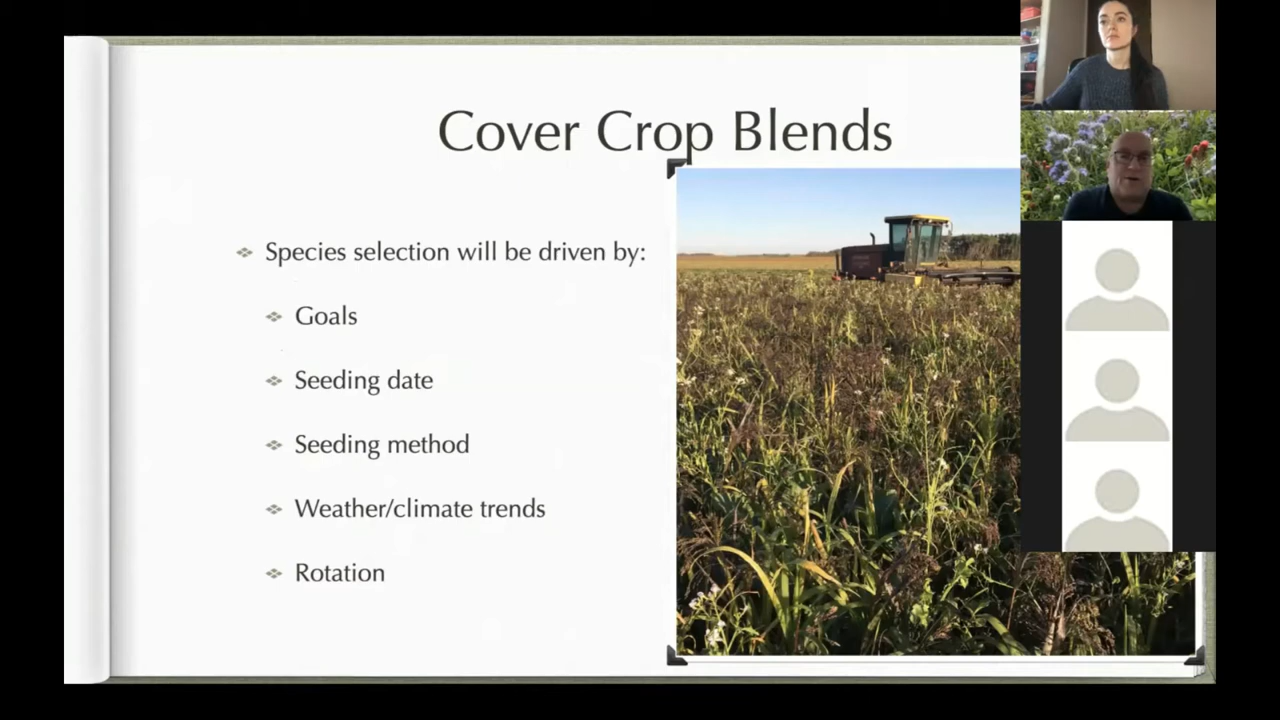 Cover Crop Blends
Species selection will be driven by:
Goals
Seeding date
Seeding method
Weather/climate trends
Rotation